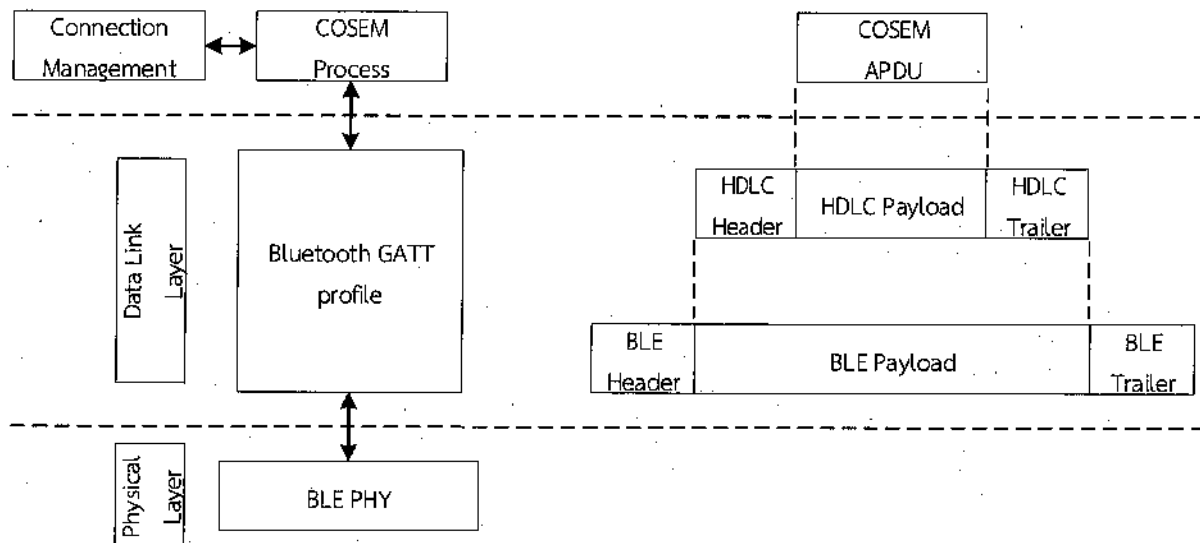 Connection
Management
COSEM
Process
COSEM
APDU
Data Link
Layer
Bluetooth GATT
profile
HDLC
Header
HDLC Payload
HDLC
Trailer
BLE
Header
BLE Payload
BLE
Trailer
Physical
Layer
BLE PHY